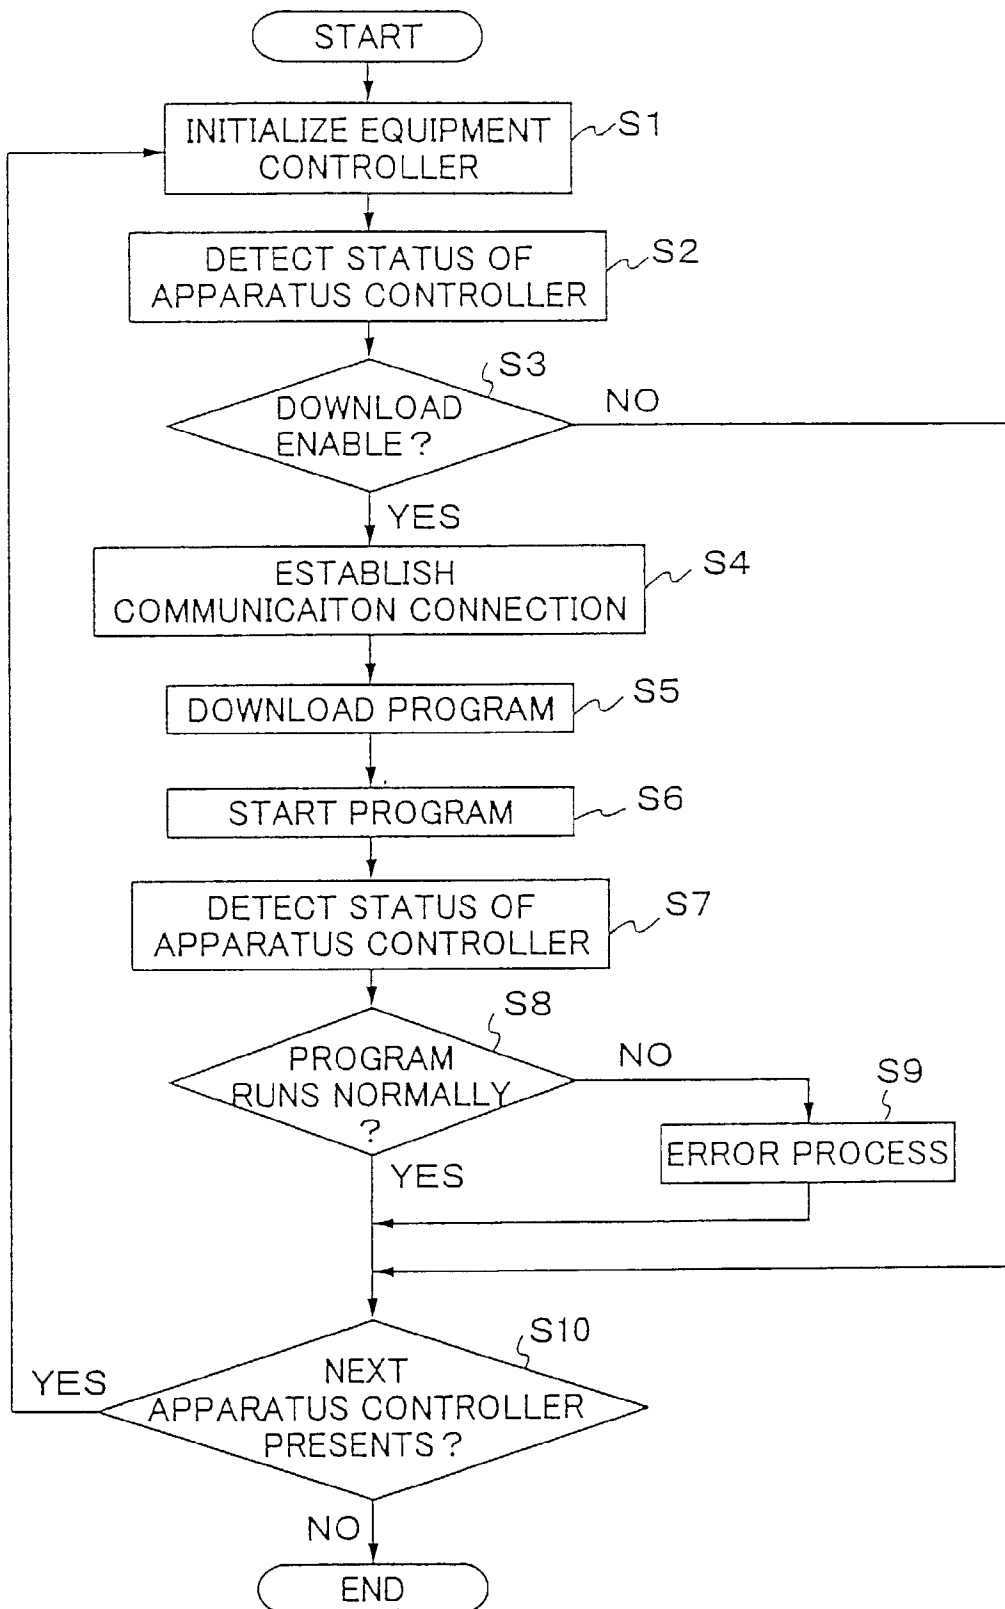 START
INITIALIZE EQUIPMENT
CONTROLLER
S1
DETECT STATUS OF
APPARATUS CONTROLLER
S2
S3
DOWNLOAD
ENABLE?
NO
YES
ESTABLISH
COMMUNICAITON CONNECTION
S4
DOWNLOAD PROGRAM
S5
START PROGRAM
S6
DETECT STATUS OF
APPARATUS CONTROLLER
S7
S8
PROGRAM
RUNS NORMALLY
?
NO
YES
S9
ERROR PROCESS
S10
NEXT
APPARATUS CONTROLLER
PRESENTS?
YES
NO
END